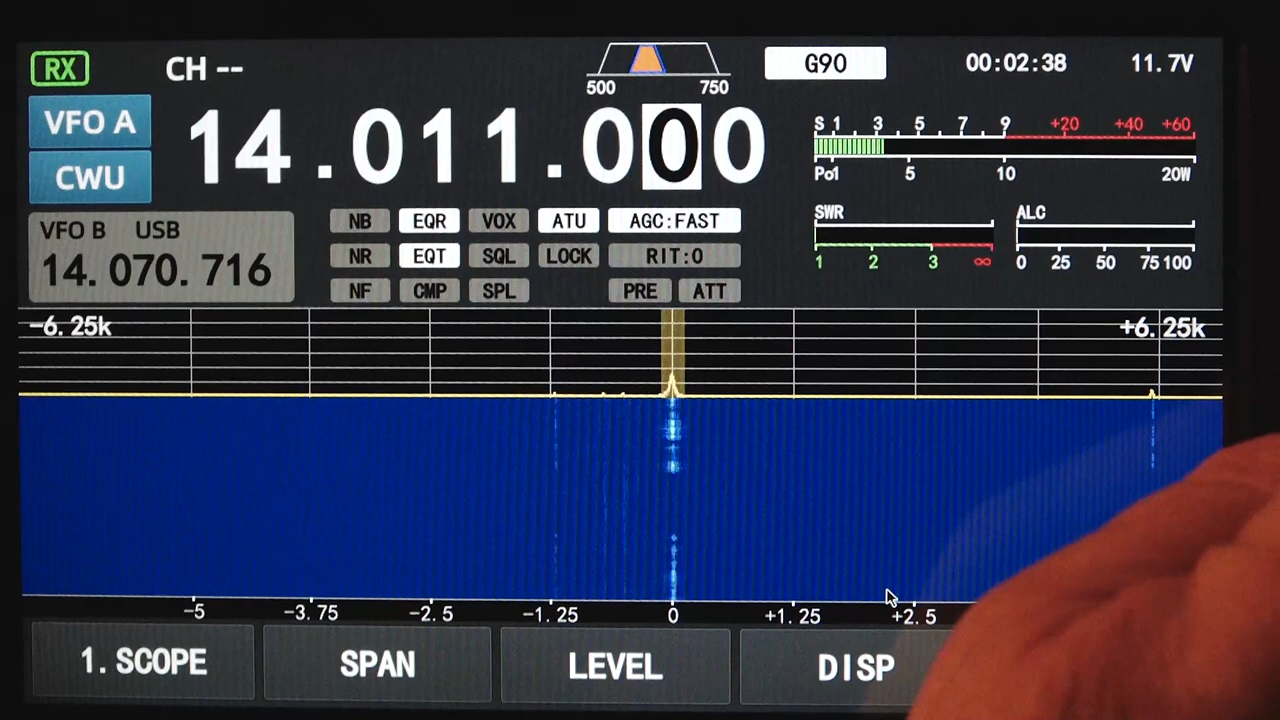 RX
CH --
500 750
G90
00:02:38
11.7V
VFO A
CWU
14.011.000
S 1 3 5 7 9 +20 +40 +60
Po1 5 10 20W
VFO B USB
14.070.716
NB EQR VOX ATU AGC:FAST
NR EQT SQL LOCK RIT:0
NF CMP SPL PRE ATT
SWR
1 2 3 ∞
ALC
0 25 50 75 100
-6.25k
+6.25k
-5 -3.75 -2.5 -1.25 0 +1.25 +2.5
1.SCOPE SPAN LEVEL DISP